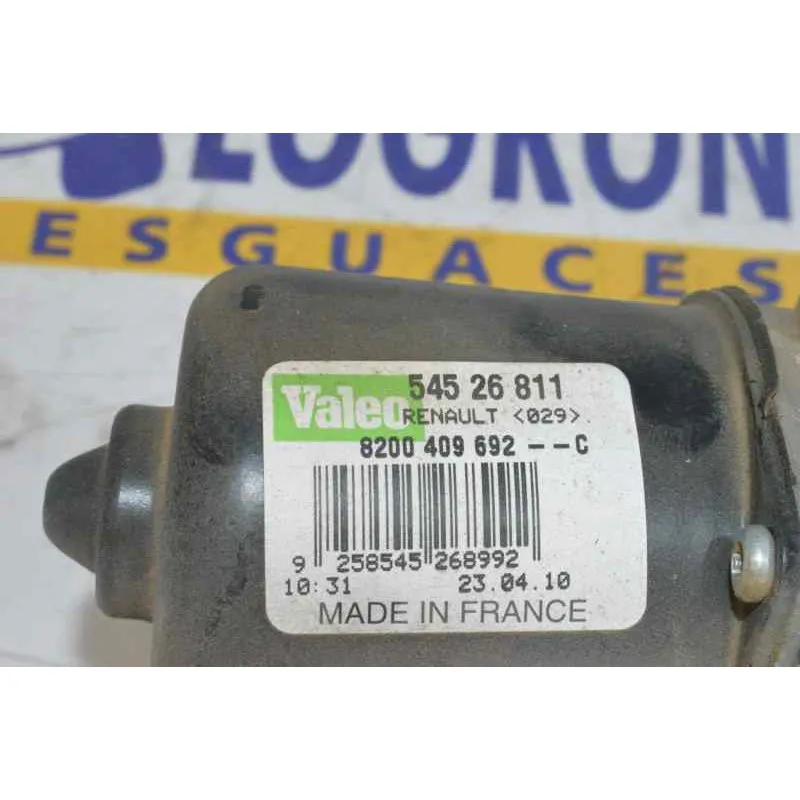 LOGRON
ESGUACES
Valeo 545 26 811
RENAULT <029>.
8200 409 692 --C
9 258545 268992
10:31 23.04.10
MADE IN FRANCE